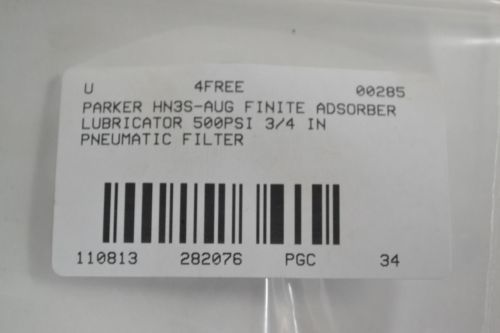 U 4FREE 00285
PARKER HN3S-AUG FINITE ADSORBER
LUBRICATOR 500PSI 3/4 IN
PNEUMATIC FILTER
110813 282076 PGC 34